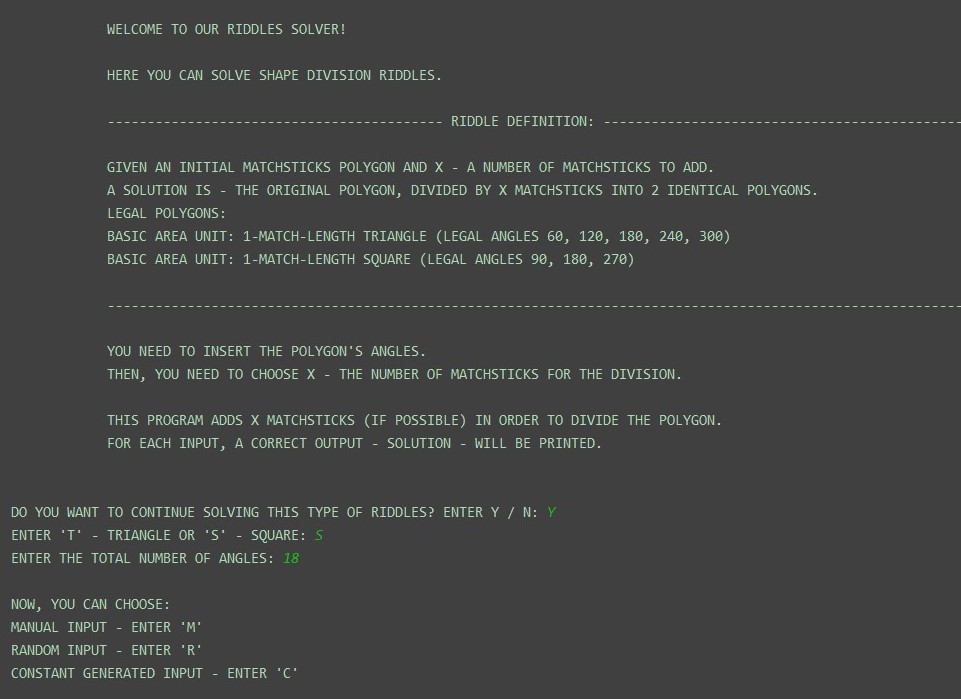 WELCOME TO OUR RIDDLES SOLVER!
HERE YOU CAN SOLVE SHAPE DIVISION RIDDLES.
------------------------------------------ RIDDLE DEFINITION: ---------------------------------------------
GIVEN AN INITIAL MATCHSTICKS POLYGON AND X - A NUMBER OF MATCHSTICKS TO ADD.
A SOLUTION IS - THE ORIGINAL POLYGON, DIVIDED BY X MATCHSTICKS INTO 2 IDENTICAL POLYGONS.
LEGAL POLYGONS:
BASIC AREA UNIT: 1-MATCH-LENGTH TRIANGLE (LEGAL ANGLES 60, 120, 180, 240, 300)
BASIC AREA UNIT: 1-MATCH-LENGTH SQUARE (LEGAL ANGLES 90, 180, 270)
-----------------------------------------------------------------------------------------------------------
YOU NEED TO INSERT THE POLYGON'S ANGLES.
THEN, YOU NEED TO CHOOSE X - THE NUMBER OF MATCHSTICKS FOR THE DIVISION.
THIS PROGRAM ADDS X MATCHSTICKS (IF POSSIBLE) IN ORDER TO DIVIDE THE POLYGON.
FOR EACH INPUT, A CORRECT OUTPUT - SOLUTION - WILL BE PRINTED.
DO YOU WANT TO CONTINUE SOLVING THIS TYPE OF RIDDLES? ENTER Y / N: Y
ENTER 'T' - TRIANGLE OR 'S' - SQUARE: S
ENTER THE TOTAL NUMBER OF ANGLES: 18
NOW, YOU CAN CHOOSE:
MANUAL INPUT - ENTER 'M'
RANDOM INPUT - ENTER 'R'
CONSTANT GENERATED INPUT - ENTER 'C'